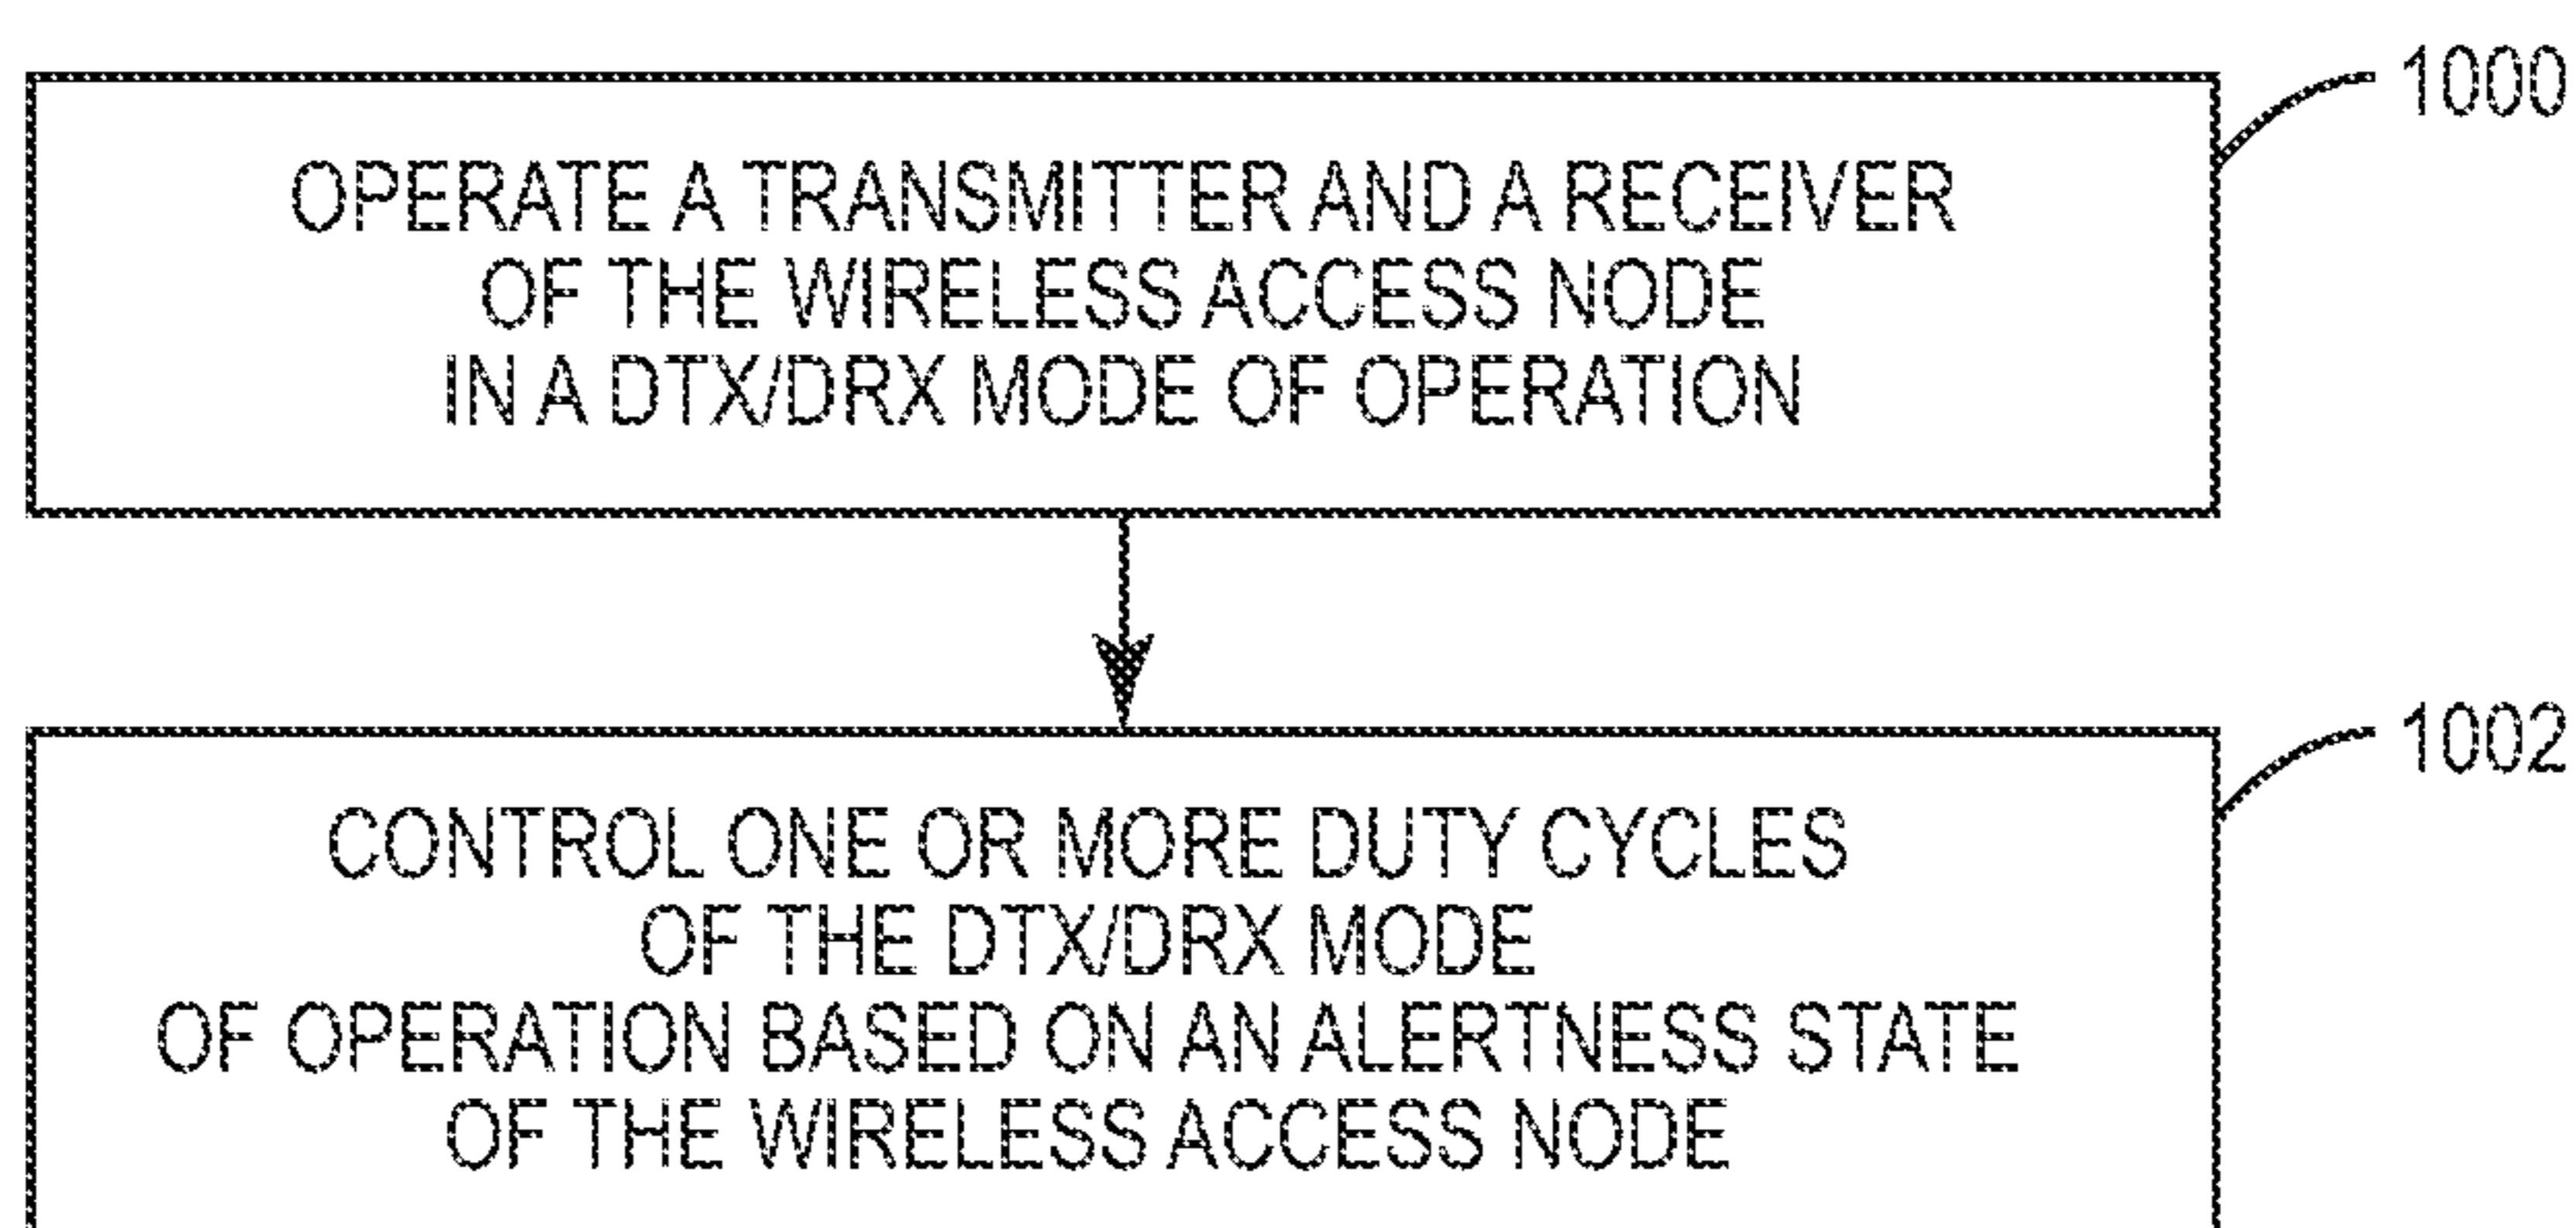 1000
OPERATE A TRANSMITTER AND A RECEIVER
OF THE WIRELESS ACCESS NODE
IN A DTX/DRX MODE OF OPERATION
1002
CONTROL ONE OR MORE DUTY CYCLES
OF THE DTX/DRX MODE
OF OPERATION BASED ON AN ALERTNESS STATE
OF THE WIRELESS ACCESS NODE